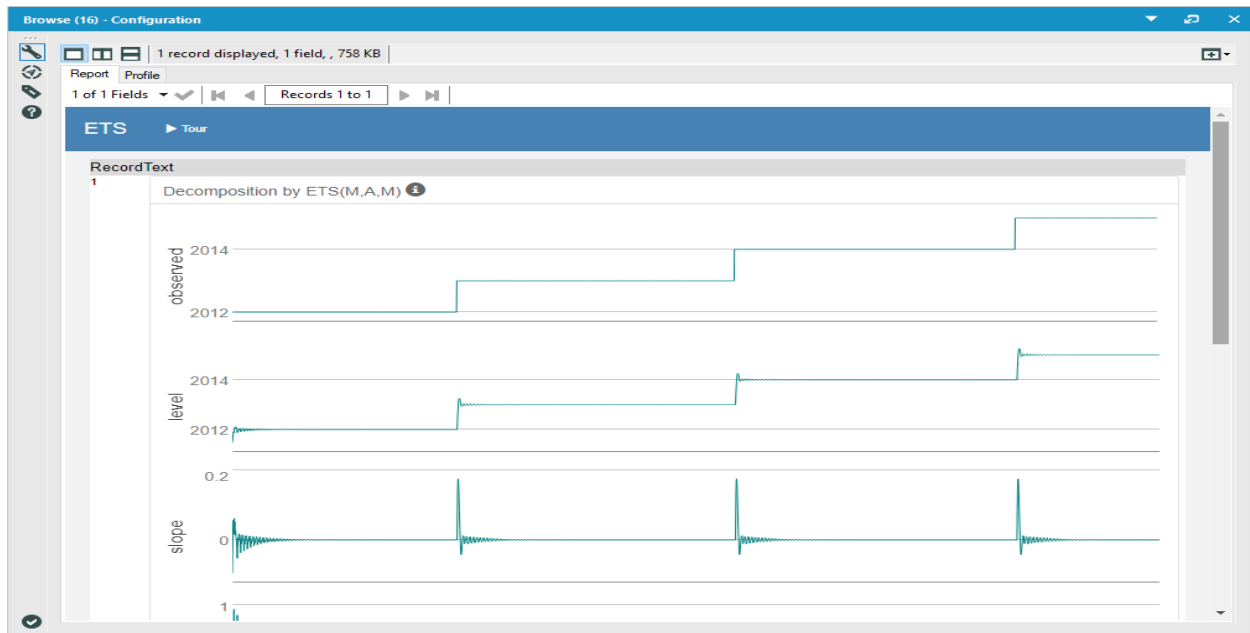 Browse (16) - Configuration
1 record displayed, 1 field, , 758 KB
Report Profile
1 of 1 Fields Records 1 to 1
ETS Tour
RecordText
1
Decomposition by ETS(M,A,M)
observed
2014
2012
level
2014
2012
slope
0.2
0
1